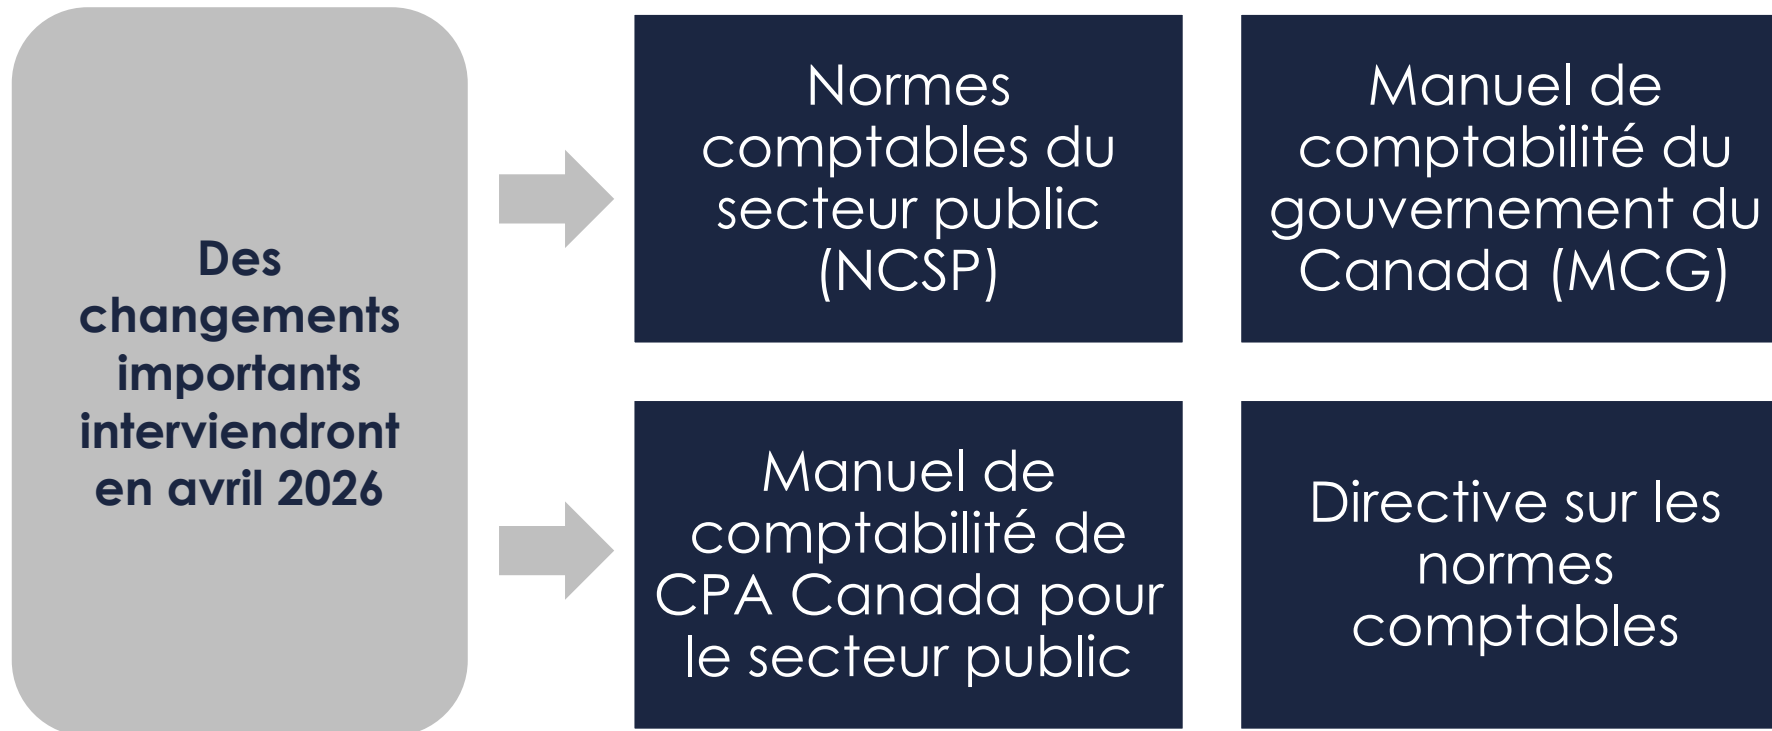 Des
changements
importants
interviendront
en avril 2026
Normes
comptables du
secteur public
(NCSP)
Manuel de
comptabilité du
gouvernement du
Canada (MCG)
Manuel de
comptabilité de
CPA Canada pour
le secteur public
Directive sur les
normes
comptables